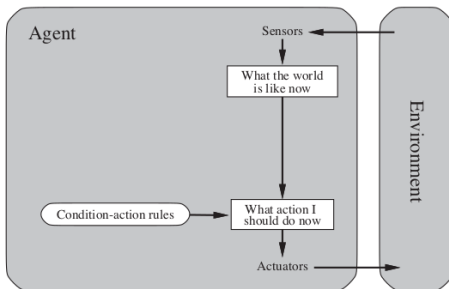 Agent
Sensors
What the world
is like now
Environment
Condition-action rules
What action I
should do now
Actuators